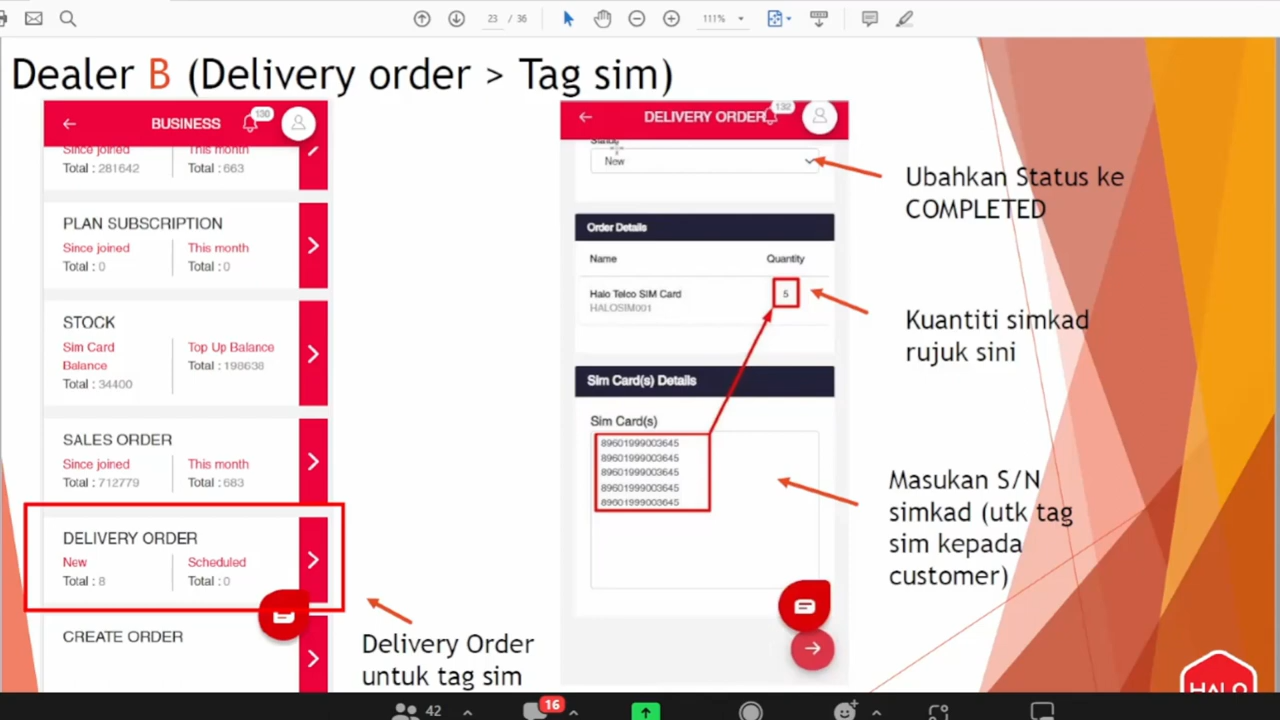 23 / 36
111%
Dealer B (Delivery order > Tag sim)
BUSINESS
130
Since joined This month
Total : 281642 Total : 663
PLAN SUBSCRIPTION
Since joined This month
Total : 0 Total : 0
STOCK
Sim Card Balance Top Up Balance
Total : 34400 Total : 198638
SALES ORDER
Since joined This month
Total : 712779 Total : 683
DELIVERY ORDER
New Scheduled
Total : 8 Total : 0
CREATE ORDER
Delivery Order
untuk tag sim
DELIVERY ORDER
132
Status
New
Order Details
Name Quantity
Halo Telco SIM Card 5
HALOSIM001
Sim Card(s) Details
Sim Card(s)
89601999003645
89601999003645
89601999003645
89601999003645
89601999003645
Ubahkan Status ke
COMPLETED
Kuantiti simkad
rujuk sini
Masukan S/N
simkad (utk tag
sim kepada
customer)
HALO
42
16